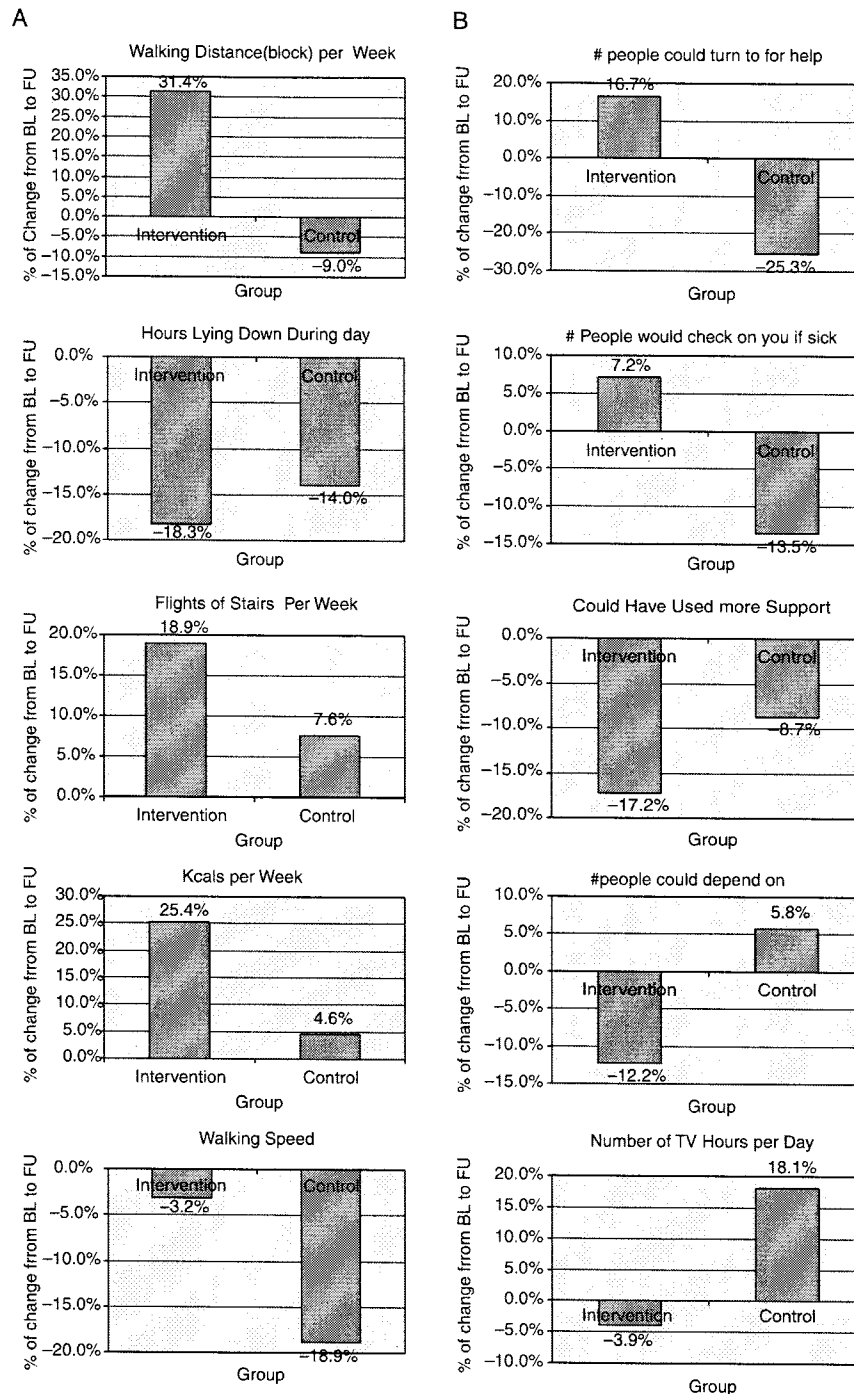 A
Walking Distance(block) per Week
% of Change from BL to FU
35.0%
30.0%
25.0%
20.0%
15.0%
10.0%
5.0%
0.0%
−5.0%
−10.0%
−15.0%
31.4%
Intervention
Control
−9.0%
Group
Hours Lying Down During day
% of change frrom BL to FU
0.0%
−5.0%
−10.0%
−15.0%
−20.0%
Intervention
Control
−18.3%
−14.0%
Group
Flights of Stairs Per Week
% of change frrom BL to FU
20.0%
15.0%
10.0%
5.0%
0.0%
18.9%
7.6%
Intervention
Control
Group
Kcals per Week
% of change frrom BL to FU
30.0%
25.0%
20.0%
15.0%
10.0%
5.0%
0.0%
25.4%
4.6%
Intervention
Control
Group
Walking Speed
% of change frrom BL to FU
0.0%
−5.0%
−10.0%
−15.0%
−20.0%
Intervention
Control
−3.2%
−18.9%
Group
B
# people could turn to for help
% of change frrom BL to FU
20.0%
10.0%
0.0%
−10.0%
−20.0%
−30.0%
16.7%
Intervention
Control
−25.3%
Group
# People would check on you if sick
% of change frrom BL to FU
10.0%
5.0%
0.0%
−5.0%
−10.0%
−15.0%
7.2%
Intervention
Control
−13.5%
Group
Could Have Used more Support
% of change frrom BL to FU
0.0%
−5.0%
−10.0%
−15.0%
−20.0%
Intervention
Control
−8.7%
−17.2%
Group
#people could depend on
% of change frrom BL to FU
10.0%
5.0%
0.0%
−5.0%
−10.0%
−15.0%
5.8%
Intervention
Control
−12.2%
Group
Number of TV Hours per Day
% of change frrom BL to FU
20.0%
15.0%
10.0%
5.0%
0.0%
−5.0%
−10.0%
18.1%
Intervention
Control
−3.9%
Group